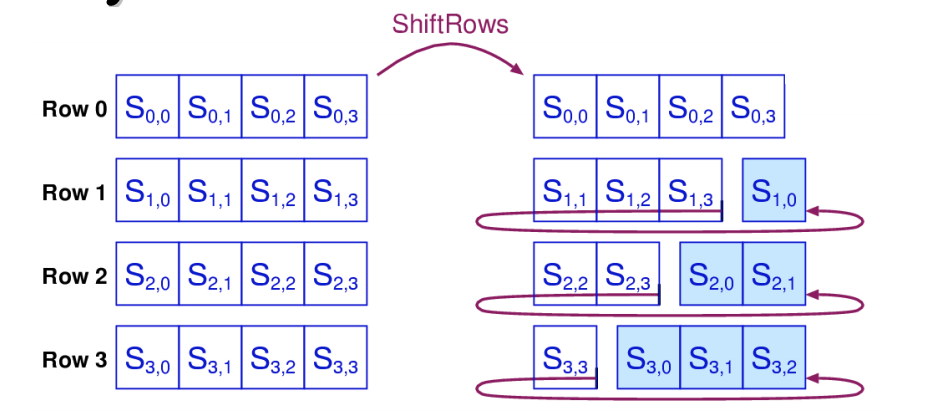 ShiftRows
Row 0 S0,0 S0,1 S0,2 S0,3 S0,0 S0,1 S0,2 S0,3
Row 1 S1,0 S1,1 S1,2 S1,3 S1,1 S1,2 S1,3 S1,0
Row 2 S2,0 S2,1 S2,2 S2,3 S2,2 S2,3 S2,0 S2,1
Row 3 S3,0 S3,1 S3,2 S3,3 S3,3 S3,0 S3,1 S3,2